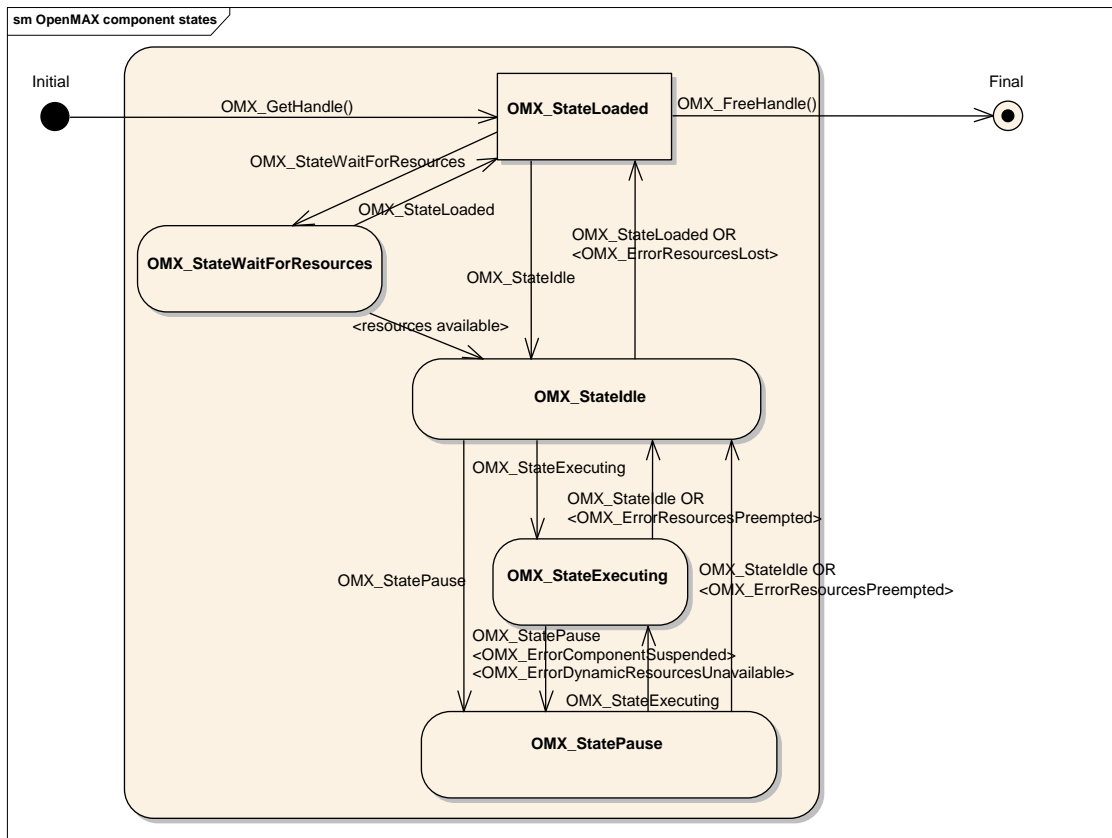 sm OpenMAX component states
Initial
Final
OMX_GetHandle()
OMX_StateLoaded
OMX_FreeHandle()
OMX_StateWaitForResources
OMX_StateLoaded
OMX_StateLoaded OR
<OMX_ErrorResourcesLost>
OMX_StateWaitForResources
OMX_StateIdle
<resources available>
OMX_StateIdle
OMX_StateExecuting
OMX_StateIdle OR
<OMX_ErrorResourcesPreempted>
OMX_StatePause
OMX_StateExecuting
OMX_StateIdle OR
<OMX_ErrorResourcesPreempted>
OMX_StatePause
<OMX_ErrorComponentSuspended>
<OMX_ErrorDynamicResourcesUnavailable>
OMX_StateExecuting
OMX_StatePause